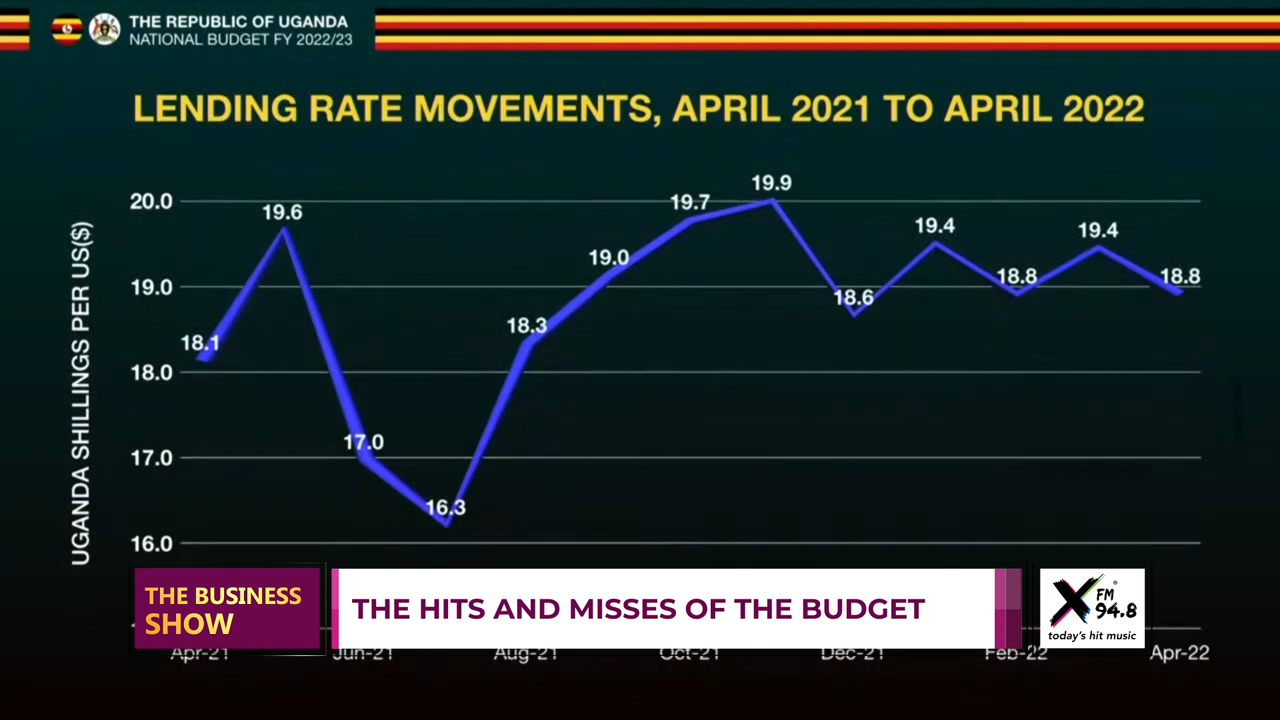 THE REPUBLIC OF UGANDA
NATIONAL BUDGET FY 2022/23
LENDING RATE MOVEMENTS, APRIL 2021 TO APRIL 2022
UGANDA SHILLINGS PER US($)
20.0
19.0
18.0
17.0
16.0
18.1
19.6
17.0
16.3
18.3
19.0
19.7
19.9
18.6
19.4
18.8
19.4
18.8
Apr-21
Jun-21
Aug-21
Oct-21
Dec-21
Feb-22
Apr-22
THE BUSINESS
SHOW
THE HITS AND MISSES OF THE BUDGET
X FM
94.8
®
today's hit music